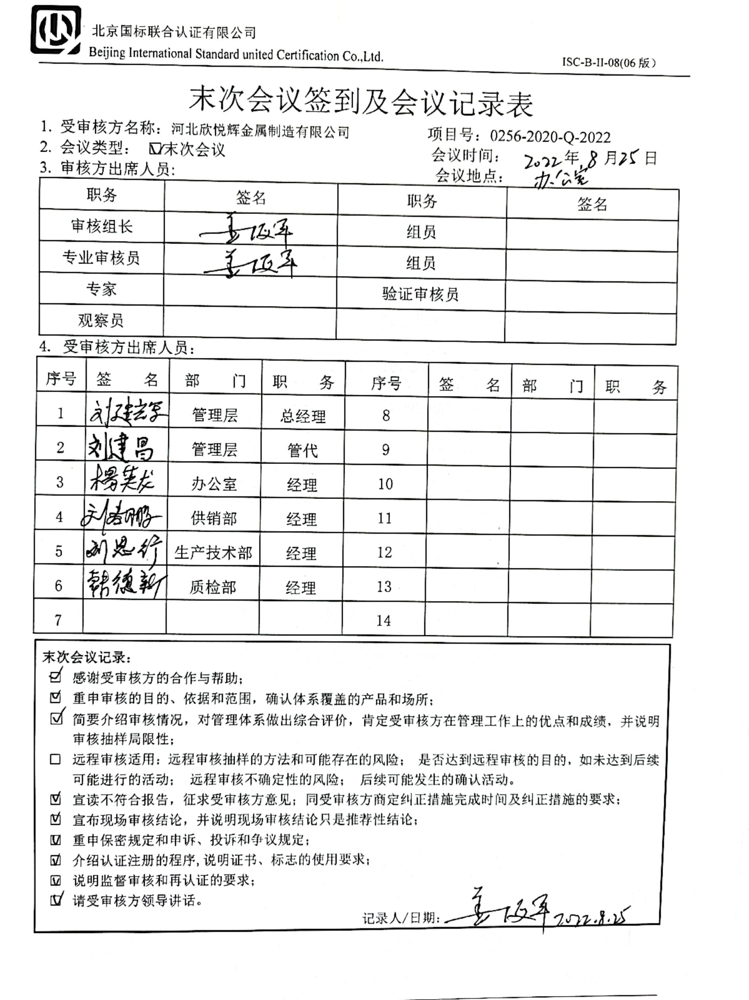 北京国标联合认证有限公司
Beijing International Standard united Certification Co.,Ltd.
ISC-B-II-08(06 版)
末次会议签到及会议记录表
1. 受审核方名称：河北欣悦辉金属制造有限公司 项目号：0256-2020-Q-2022
2. 会议类型： ☑末次会议 会议时间： 2022年 8月25日
3. 审核方出席人员： 会议地点： 办公室
职务 签名 职务 签名
审核组长 组员
专业审核员 组员
专家 验证审核员
观察员
4. 受审核方出席人员：
序号 签 名 部 门 职 务 序号 签 名 部 门 职 务
1 管理层 总经理 8
2 刘建昌 管理层 管代 9
3 杨英龙 办公室 经理 10
4 供销部 经理 11
5 刘恩行 生产技术部 经理 12
6 韩德新 质检部 经理 13
7 14
末次会议记录：
☑ 感谢受审核方的合作与帮助；
☑ 重申审核的目的、依据和范围，确认体系覆盖的产品和场所；
☑ 简要介绍审核情况，对管理体系做出综合评价，肯定受审核方在管理工作上的优点和成绩，并说明
审核抽样局限性；
☐ 远程审核适用：远程审核抽样的方法和可能存在的风险； 是否达到远程审核的目的，如未达到后续
可能进行的活动； 远程审核不确定性的风险； 后续可能发生的确认活动。
☑ 宣读不符合报告，征求受审核方意见；同受审核方商定纠正措施完成时间及纠正措施的要求；
☑ 宣布现场审核结论，并说明现场审核结论只是推荐性结论；
☑ 重申保密规定和申诉、投诉和争议规定；
☑ 介绍认证注册的程序,说明证书、标志的使用要求；
☑ 说明监督审核和再认证的要求；
☑ 请受审核方领导讲话。
记录人/日期： 2022.8.25